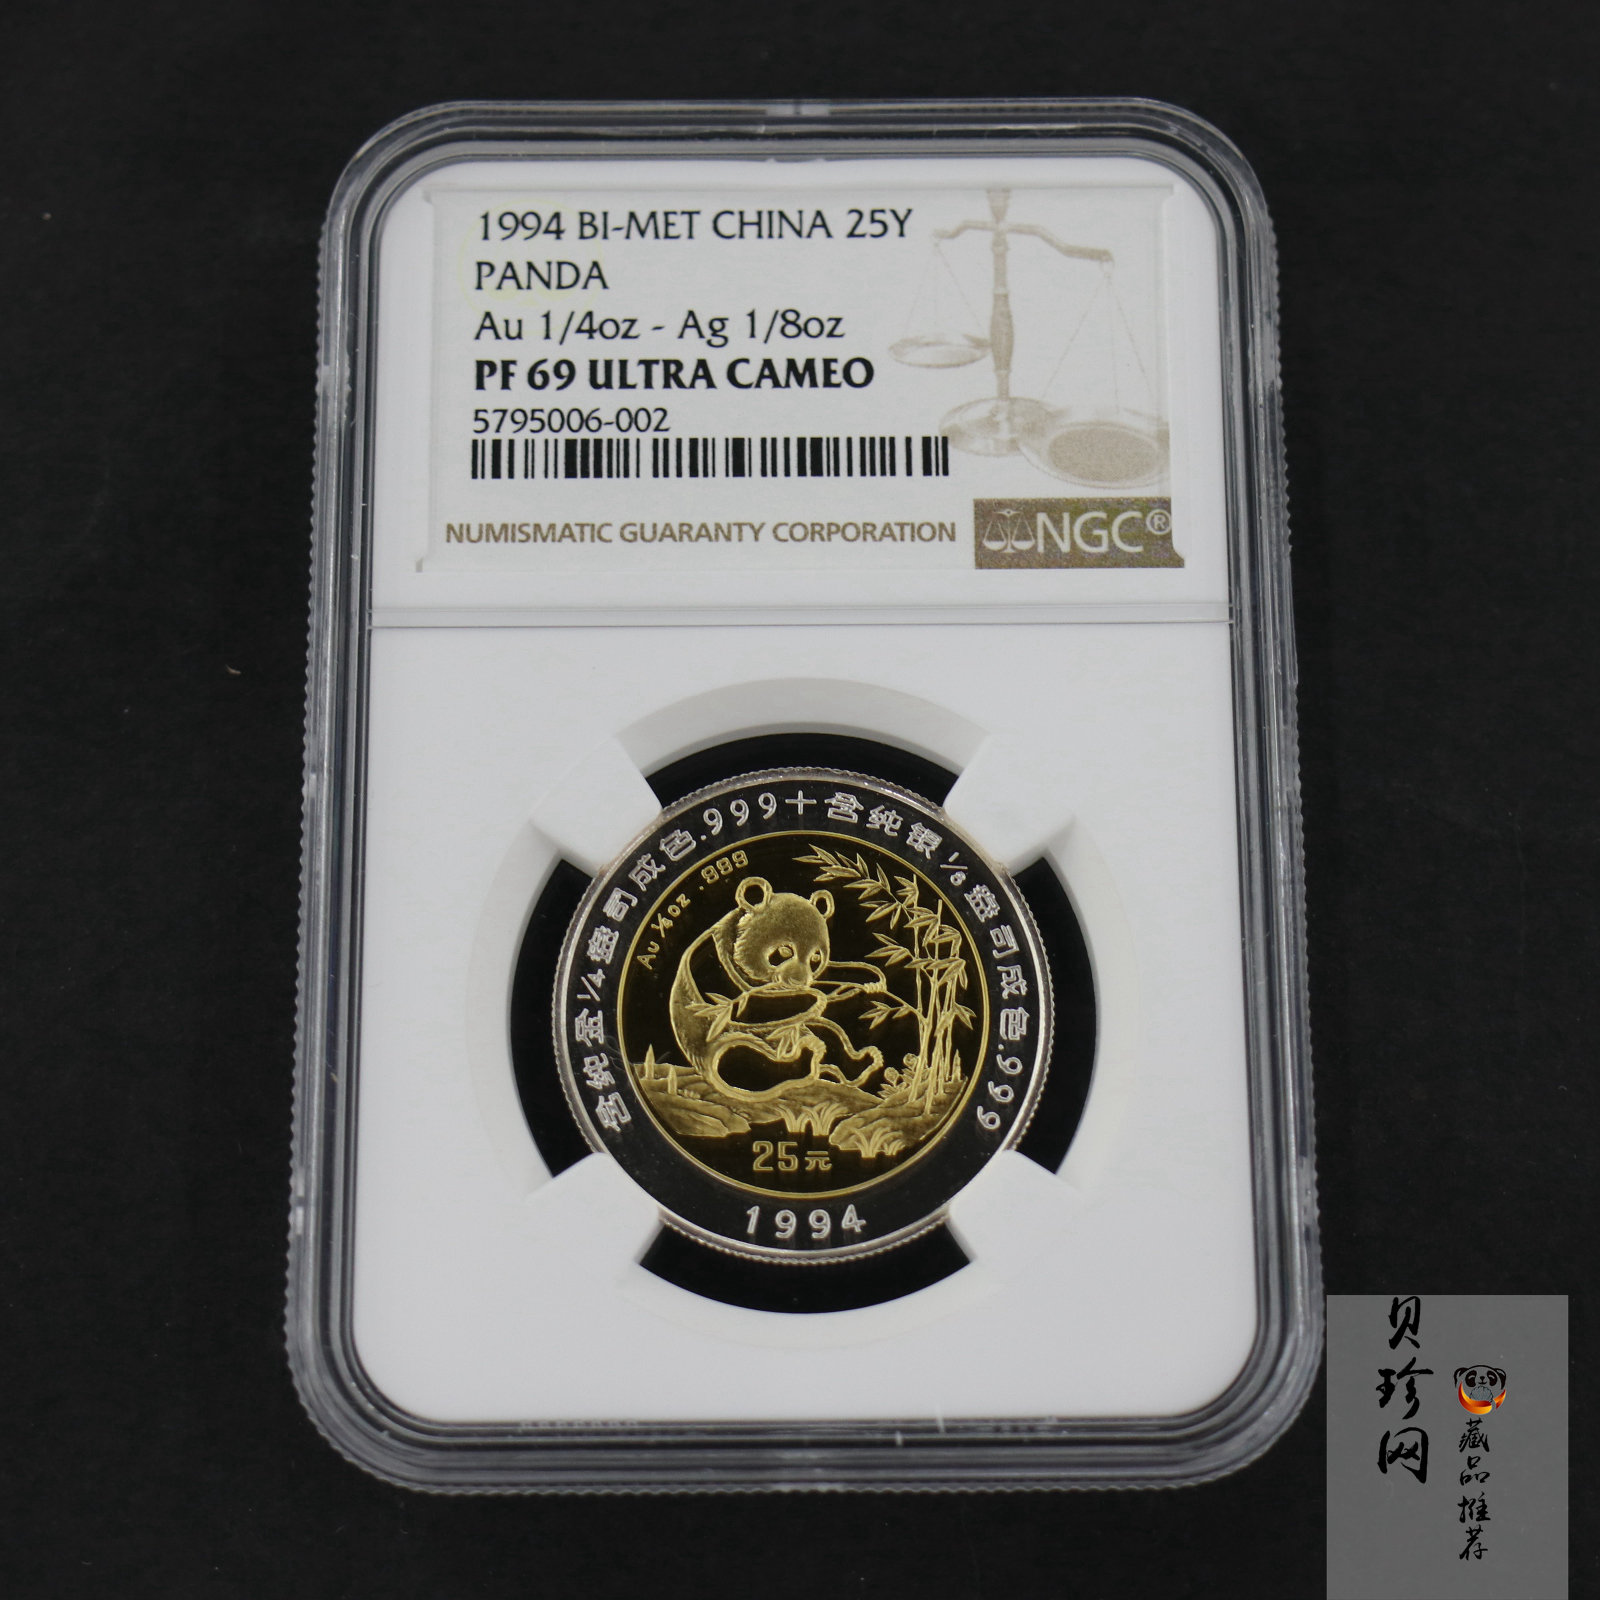 1994 BI-MET CHINA 25Y
PANDA
Au 1/4oz - Ag 1/8oz
PF 69 ULTRA CAMEO
5795006-002
NUMISMATIC GUARANTY CORPORATION
NGC®
含纯金1/4盎司成色.999+含纯银1/8盎司成色.999
Au 1/4 oz .999
25元
1994
贝珍网
藏品推荐